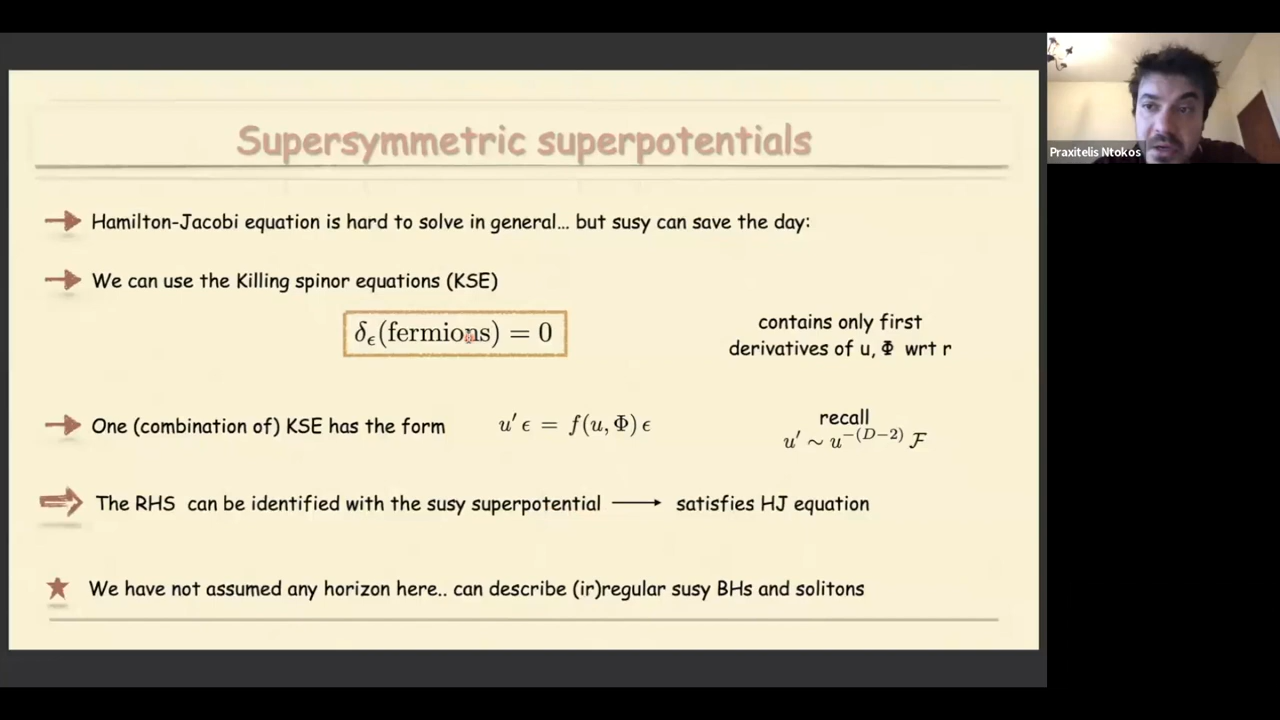 Supersymmetric superpotentials
Praxitelis Ntokos
Hamilton-Jacobi equation is hard to solve in general… but susy can save the day:
We can use the Killing spinor equations (KSE)
δ_ϵ(fermions) = 0
contains only first
derivatives of u, Φ wrt r
One (combination of) KSE has the form
u′ ϵ = f(u, Φ) ϵ
recall
u′ ∼ u^{−(D−2)} ℱ
The RHS can be identified with the susy superpotential ⟶ satisfies HJ equation
We have not assumed any horizon here.. can describe (ir)regular susy BHs and solitons